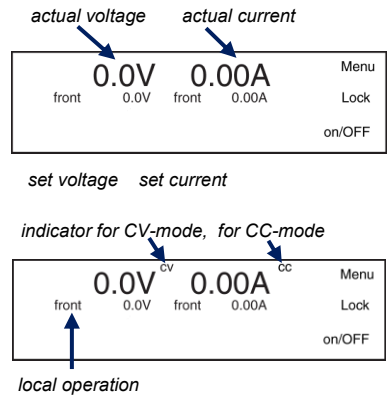 actual voltage actual current
0.0V 0.00A Menu
front 0.0V front 0.00A Lock
on/OFF
set voltage set current
indicator for CV-mode, for CC-mode
0.0V CV 0.00A CC Menu
front 0.0V front 0.00A Lock
on/OFF
local operation